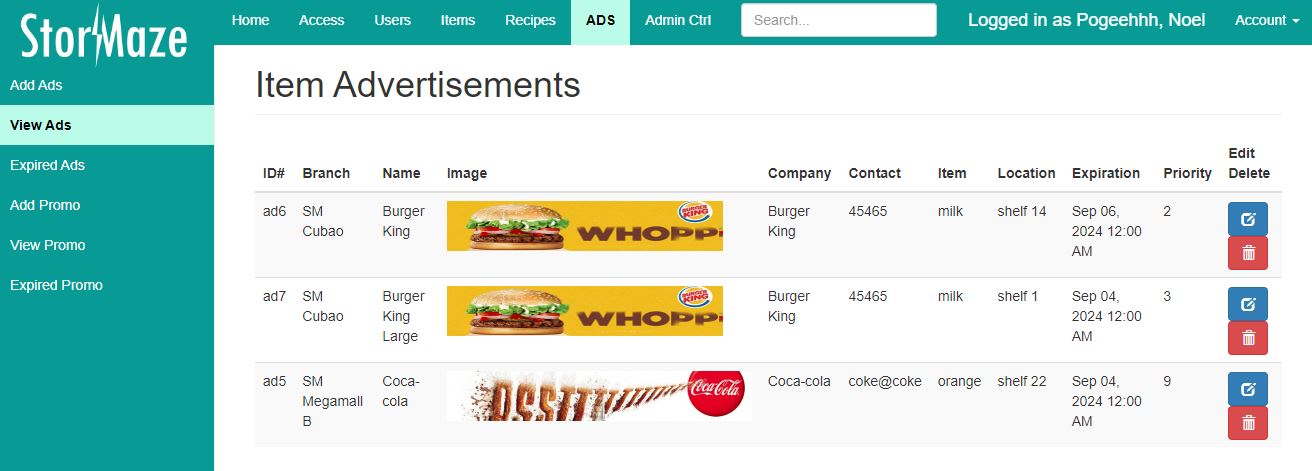 StorMaze
Home Access Users Items Recipes ADS Admin Ctrl Search... Logged in as Pogeehhh, Noel Account
Add Ads
View Ads
Expired Ads
Add Promo
View Promo
Expired Promo
Item Advertisements
ID# Branch Name Image Company Contact Item Location Expiration Priority Edit
Delete
ad6 SM Burger BURGER KING WHOPP Burger 45465 milk shelf 14 Sep 06, 2
Cubao King King 2024 12:00
AM
ad7 SM Burger BURGER KING WHOPP Burger 45465 milk shelf 1 Sep 04, 3
Cubao King King 2024 12:00
Large AM
ad5 SM Coca- PSSTTTT Coca-Cola Coca-cola coke@coke orange shelf 22 Sep 04, 9
Megamall cola 2024 12:00
B AM